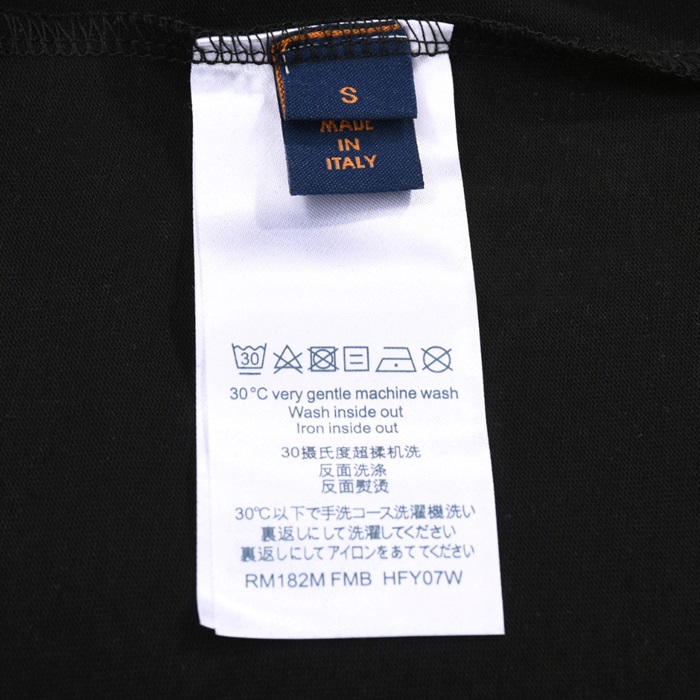 S
MADE
IN
ITALY
30
30°C very gentle machine wash
Wash inside out
Iron inside out
30摄氏度超揉机洗
反面洗涤
反面熨烫
30℃以下で手洗コース洗濯機洗い
裏返しにして洗濯してください
裏返しにしてアイロンをあててください
RM182M FMB HFY07W